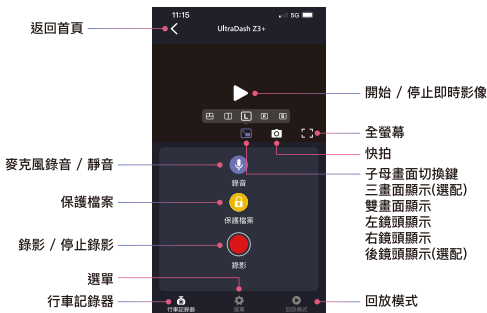 11:15
5G
UltraDash Z3+
返回首頁
開始 / 停止即時影像
L
R
全螢幕
快拍
麥克風錄音 / 靜音
錄音
子母畫面切換鍵
三畫面顯示(選配)
雙畫面顯示
左鏡頭顯示
右鏡頭顯示
後鏡頭顯示(選配)
保護檔案
保護檔案
錄影 / 停止錄影
錄影
選單
行車記錄器
行車記錄器
選單
回放模式
回放模式